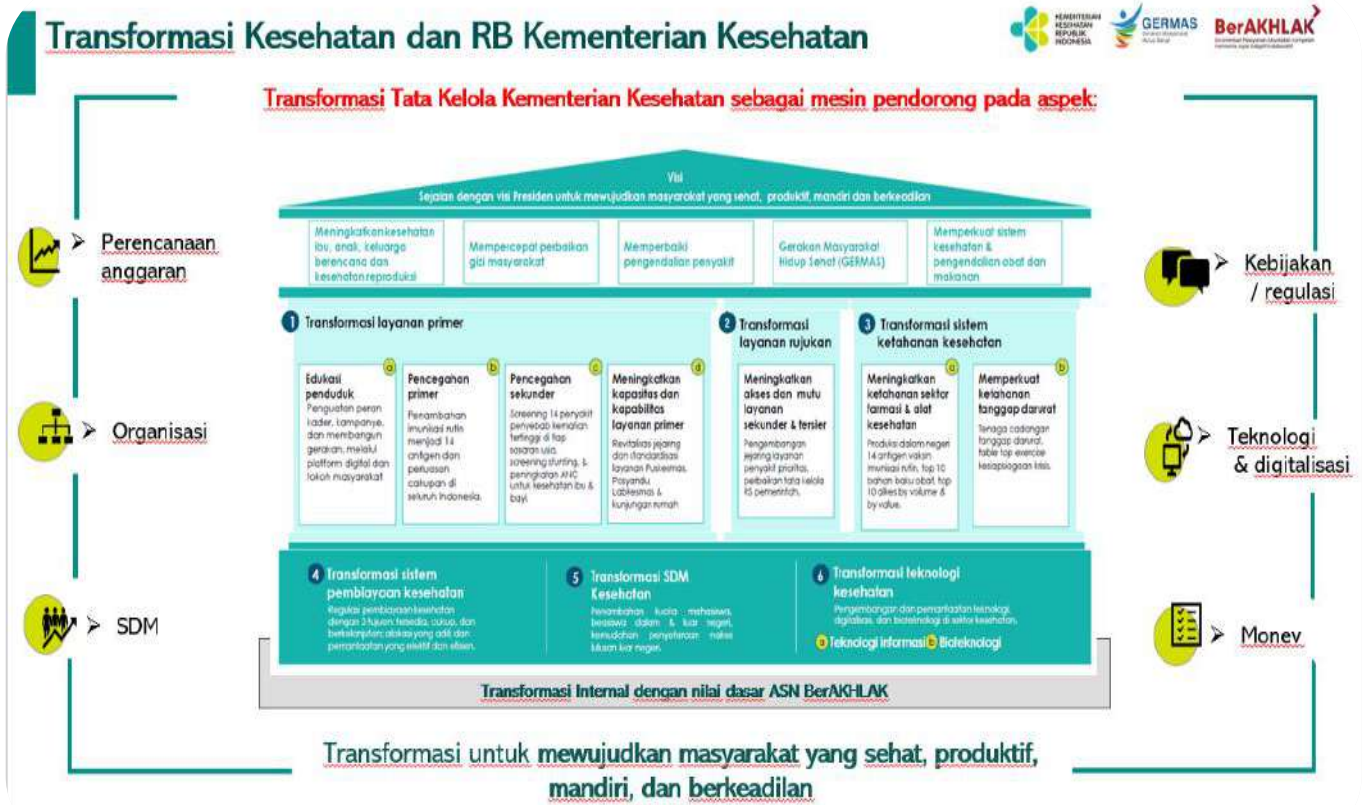 Transformasi Kesehatan dan RB Kementerian Kesehatan
KEMENTERIAN
KESEHATAN
REPUBLIK
INDONESIA
GERMAS
BerAKHLAK
Transformasi Tata Kelola Kementerian Kesehatan sebagai mesin pendorong pada aspek:
Perencanaan
anggaran
Organisasi
SDM
Visi
Sejalan dengan visi Presiden untuk mewujudkan masyarakat yang sehat, produktif, mandiri dan berkeadilan
Meningkatkan kesehatan
ibu, anak, keluarga
berencana dan
kesehatan reproduksi
Mempercepat perbaikan
gizi masyarakat
Memperbaiki
pengendalian penyakit
Gerakan Masyarakat
Hidup Sehat (GERMAS)
Memperkuat sistem
kesehatan &
pengendalian obat dan
makanan
1 Transformasi layanan primer
a
Edukasi
penduduk
Penguatan peran
kader, kampanye,
dan membangun
gerakan, melalui
platform digital dan
tokoh masyarakat
b
Pencegahan
primer
Penambahan
imunisasi rutin
menjadi 14
antigen dan
perluasan
cakupan di
seluruh Indonesia.
c
Pencegahan
sekunder
Screening 14 penyakit
penyebab kematian
tertinggi di tiap
sasaran usia,
screening stunting, &
peningkatan ANC
untuk kesehatan ibu &
bayi.
d
Meningkatkan
kapasitas dan
kapabilitas
layanan primer
Revitalisasi jejaring
dan standardisasi
layanan Puskesmas,
Posyandu
Labkesmas &
kunjungan rumah
2 Transformasi
layanan rujukan
Meningkatkan
akses dan mutu
layanan
sekunder & tersier
Pengembangan
jejaring layanan
penyakit prioritas,
perbaikan tata kelola
RS pemerintah.
3 Transformasi sistem
ketahanan kesehatan
a
Meningkatkan
ketahanan sektor
farmasi & alat
kesehatan
Produksi dalam negeri
14 antigen vaksin
imunisasi rutin, top 10
bahan baku obat, top
10 alkes by volume &
by value.
b
Memperkuat
ketahanan
tanggap darurat
Tenaga cadangan
tanggap darurat,
table top exercise
kesiapsiagaan krisis.
4 Transformasi sistem
pembiayaan kesehatan
Regulasi pembiayaan kesehatan
dengan 3 tujuan: tersedia, cukup, dan
berkelanjutan; alokasi yang adil; dan
pemanfaatan yang efektif dan efisien.
5 Transformasi SDM
Kesehatan
Penambahan kuota mahasiswa,
beasiswa dalam & luar negeri,
kemudahan penyetaraan nakes
lulusan luar negeri.
6 Transformasi teknologi
kesehatan
Pengembangan dan pemanfaatan teknologi,
digitalisasi, dan bioteknologi di sektor kesehatan.
a Teknologi informasi b Bioteknologi
Transformasi Internal dengan nilai dasar ASN BerAKHLAK
Kebijakan
/ regulasi
Teknologi
& digitalisasi
Monev
Transformasi untuk mewujudkan masyarakat yang sehat, produktif,
mandiri, dan berkeadilan